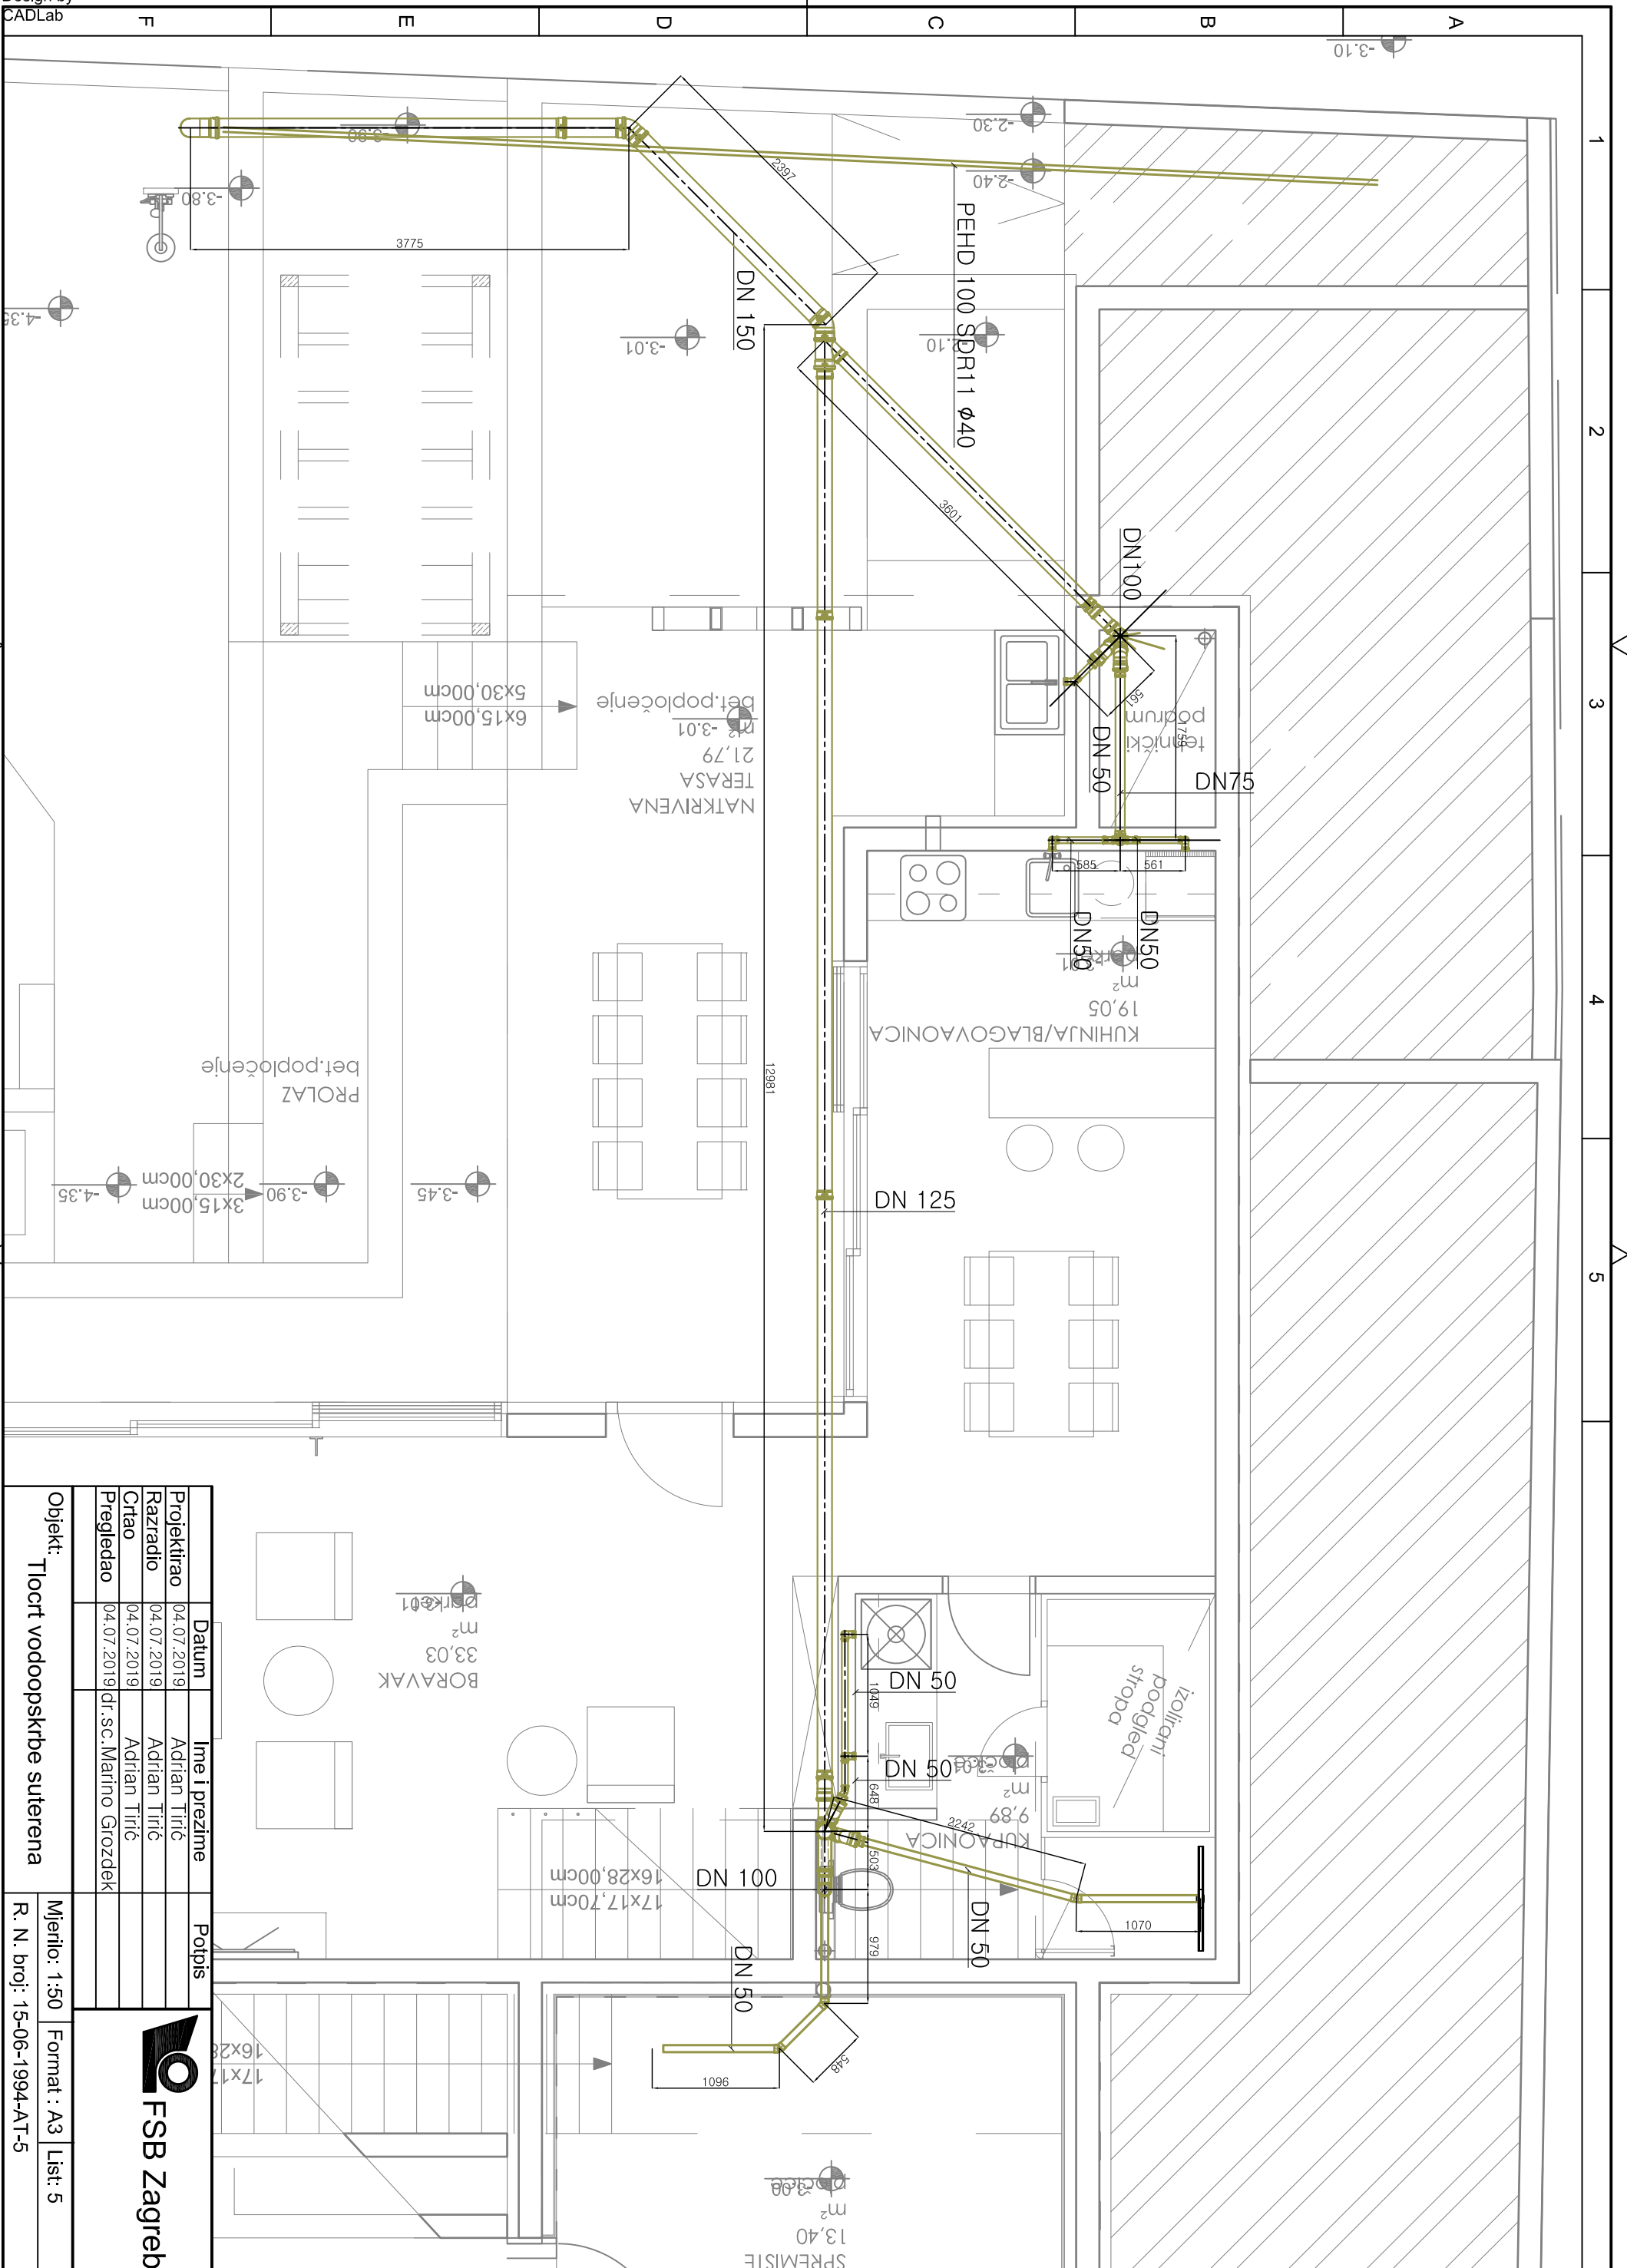 Design by
CADLab
F
E
D
C
B
A
1
2
3
4
5
-3.10
-2.30
-2.40
-3.80
-4.35
-3.01
-2.10
3775
2397
DN 150
PEHD 100 SDR11 Φ40
3601
DN100
561
1758
tehnički
podrum
DN 50
DN75
585
561
DN50
DN50
6x15,00cm
5x30,00cm
NATKRIVENA
TERASA
21,79
m²
-3.01
bet.popločenje
KUHINJA/BLAGOVAONICA
19,05
m²
PROLAZ
bet.popločenje
12981
DN 125
3x15,00cm
2x30,00cm
-4.35
-3.90
-3.45
BORAVAK
33,03
m²
parket
izolirani
podgled
stropa
DN 50
1049
DN 50
648
KUPAONICA
9,89
m²
2242
503
DN 100
979
DN 50
1070
17x17,70cm
16x28,00cm
DN 50
548
1096
17x17
16x28
SPREMISTE
13,40
m²
Datum
Ime i prezime
Potpis
Projektirao 04.07.2019. Adrian Tirić
Razradio 04.07.2019. Adrian Tirić
Crtao 04.07.2019. Adrian Tirić
Pregledao 04.07.2019. dr.sc.Marino Grozdek
FSB Zagreb
Objekt:
Tlocrt vodoopskrbe suterena
Mjerilo: 1:50
Format : A3
List: 5
R. N. broj: 15-06-1994-AT-5